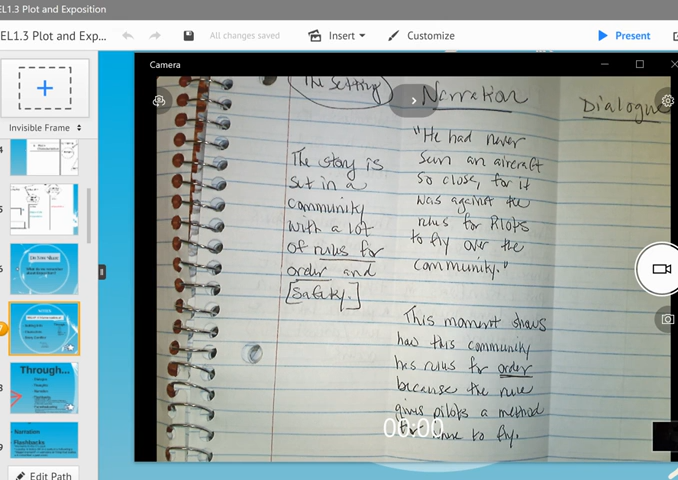 EL1.3 Plot and Exposition
EL1.3 Plot and Exp...
All changes saved
Insert
Customize
Present
Invisible Frame
Through...
Narration
Flashbacks
Edit Path
Camera
The Setting
The story is
set in a
community
with a lot
of rules for
order and
[Safety.]
Narration
"He had never
seen an aircraft
so close, for it
was against the
rules for Pilots
to fly over the
community."
This moment shows
how this community
has rules for order
because the rule
gives pilots a method
to fly.
Dialogue
00:00